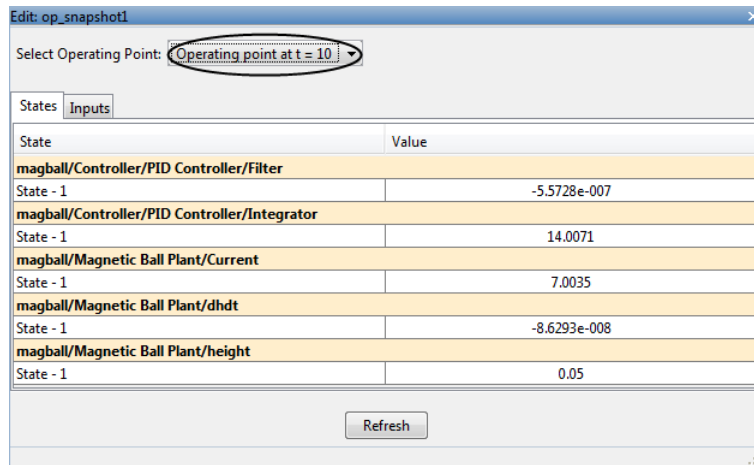 Edit: op_snapshot1
Select Operating Point: Operating point at t = 10
States Inputs
State Value
magball/Controller/PID Controller/Filter
State - 1 -5.5728e-007
magball/Controller/PID Controller/Integrator
State - 1 14.0071
magball/Magnetic Ball Plant/Current
State - 1 7.0035
magball/Magnetic Ball Plant/dhdt
State - 1 -8.6293e-008
magball/Magnetic Ball Plant/height
State - 1 0.05
Refresh